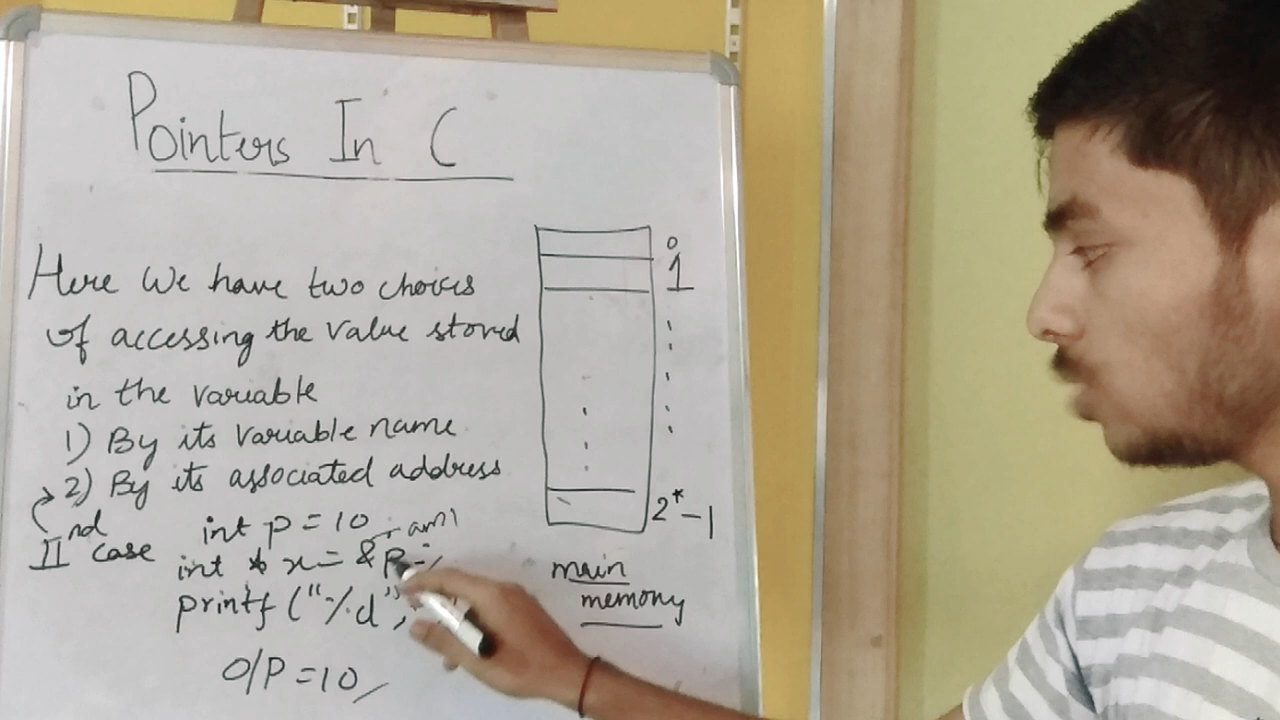 Pointers In C
Here We have two choices
of accessing the value stored
in the variable
1) By its variable name
2) By its associated address
IInd case
int p = 10
int * x = &p
printf ("%d",
O/P = 10
0
1
2* - 1
main
memory